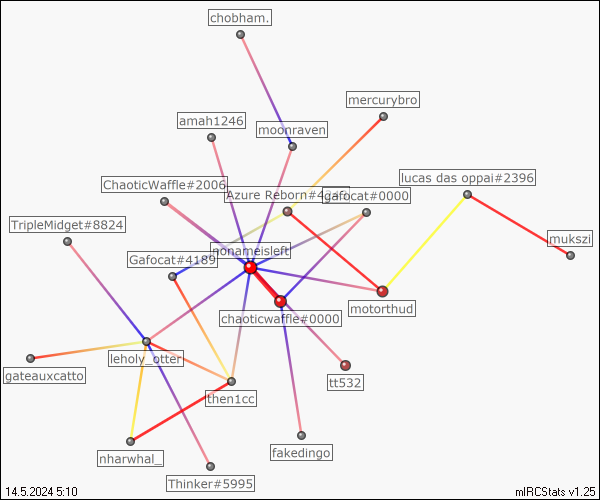 chobham.
mercurybro
amah1246
moonraven
lucas das oppai#2396
ChaoticWaffle#2006
Azure Reborn#4
gafocat#0000
TripleMidget#8824
mukszi
nonameisleft
Gafocat#4189
motorthud
chaoticwaffle#0000
leholy_otter
gateauxcatto
tt532
then1cc
nharwhal_
fakedingo
Thinker#5995
14.5.2024 5:10
mIRCStats v1.25